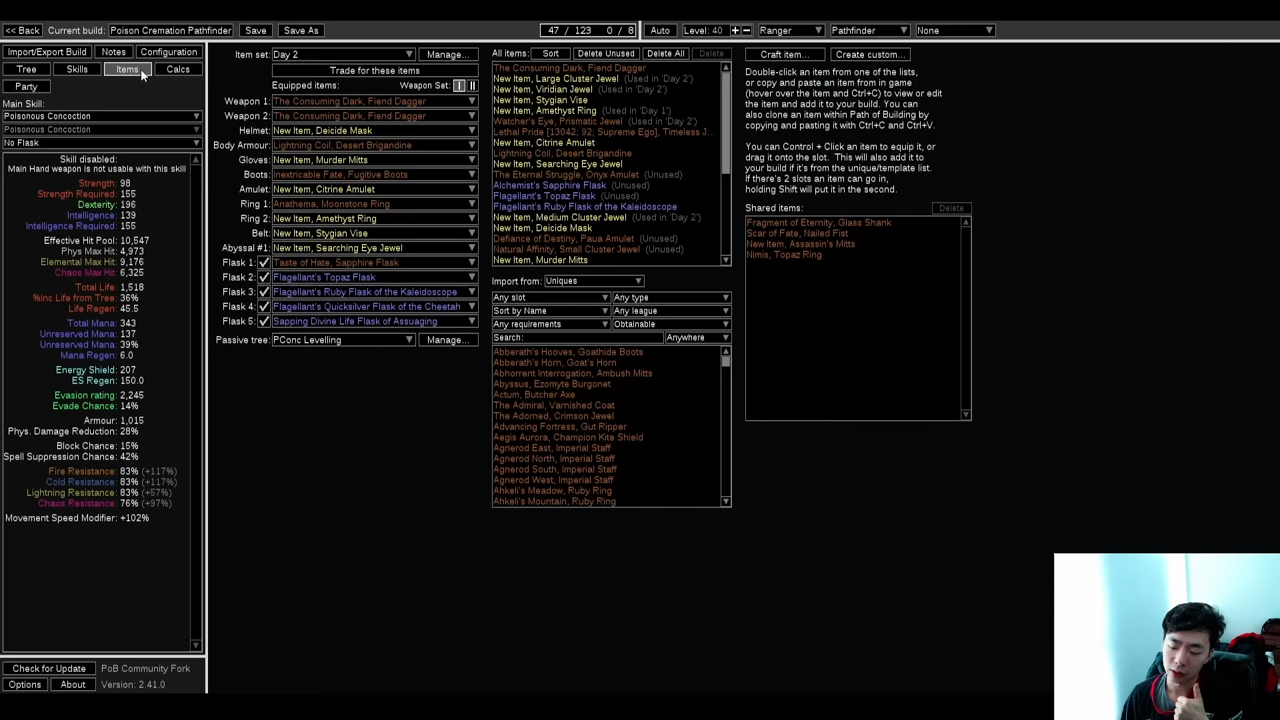 << Back Current build: Poison Cremation Pathfinder Save Save As 47 / 123 0 / 8 Auto Level: 40 Ranger Pathfinder None
Import/Export Build Notes Configuration
Tree Skills Items Calcs
Party
Main Skill:
Poisonous Concoction
Poisonous Concoction
No Flask
Skill disabled:
Main Hand weapon is not usable with this skill
Strength: 98
Strength Required: 155
Dexterity: 196
Intelligence: 139
Intelligence Required: 155
Effective Hit Pool: 10,547
Phys Max Hit: 4,973
Elemental Max Hit: 9,176
Chaos Max Hit: 6,325
Total Life: 1,518
%Inc Life from Tree: 36%
Life Regen: 45.5
Total Mana: 343
Unreserved Mana: 137
Unreserved Mana: 39%
Mana Regen: 6.0
Energy Shield: 207
ES Regen: 150.0
Evasion rating: 2,245
Evade Chance: 14%
Armour: 1,015
Phys. Damage Reduction: 28%
Block Chance: 15%
Spell Suppression Chance: 42%
Fire Resistance: 83% (+117%)
Cold Resistance: 83% (+117%)
Lightning Resistance: 83% (+57%)
Chaos Resistance: 76% (+97%)
Movement Speed Modifier: +102%
Check for Update PoB Community Fork
Options About Version: 2.41.0
Item set: Day 2 Manage...
Trade for these items
Equipped items: Weapon Set: I II
Weapon 1: The Consuming Dark, Fiend Dagger
Weapon 2: The Consuming Dark, Fiend Dagger
Helmet: New Item, Deicide Mask
Body Armour: Lightning Coil, Desert Brigandine
Gloves: New Item, Murder Mitts
Boots: Inextricable Fate, Fugitive Boots
Amulet: New Item, Citrine Amulet
Ring 1: Anathema, Moonstone Ring
Ring 2: New Item, Amethyst Ring
Belt: New Item, Stygian Vise
Abyssal #1: New Item, Searching Eye Jewel
Flask 1: Taste of Hate, Sapphire Flask
Flask 2: Flagellant's Topaz Flask
Flask 3: Flagellant's Ruby Flask of the Kaleidoscope
Flask 4: Flagellant's Quicksilver Flask of the Cheetah
Flask 5: Sapping Divine Life Flask of Assuaging
Passive tree: PConc Levelling Manage...
All items: Sort Delete Unused Delete All Delete
The Consuming Dark, Fiend Dagger
New Item, Large Cluster Jewel (Used in 'Day 2')
New Item, Viridian Jewel (Used in 'Day 2')
New Item, Stygian Vise
New Item, Amethyst Ring (Used in 'Day 1')
Watcher's Eye, Prismatic Jewel (Used in 'Day 2')
Lethal Pride [13042; 92; Supreme Ego], Timeless J...
New Item, Citrine Amulet
Lightning Coil, Desert Brigandine
New Item, Searching Eye Jewel
The Eternal Struggle, Onyx Amulet (Unused)
Alchemist's Sapphire Flask (Unused)
Flagellant's Topaz Flask (Unused)
Flagellant's Ruby Flask of the Kaleidoscope
New Item, Medium Cluster Jewel (Used in 'Day 2')
New Item, Deicide Mask
Defiance of Destiny, Paua Amulet (Unused)
Natural Affinity, Small Cluster Jewel (Unused)
New Item, Murder Mitts
Import from: Uniques
Any slot Any type
Sort by Name Any league
Any requirements Obtainable
Search: Anywhere
Abberath's Hooves, Goathide Boots
Abberath's Horn, Goat's Horn
Abhorrent Interrogation, Ambush Mitts
Abyssus, Ezomyte Burgonet
Actum, Butcher Axe
The Admiral, Varnished Coat
The Adorned, Crimson Jewel
Advancing Fortress, Gut Ripper
Aegis Aurora, Champion Kite Shield
Agnerod East, Imperial Staff
Agnerod North, Imperial Staff
Agnerod South, Imperial Staff
Agnerod West, Imperial Staff
Ahkeli's Meadow, Ruby Ring
Ahkeli's Mountain, Ruby Ring
Craft item... Create custom...
Double-click an item from one of the lists,
or copy and paste an item from in game
(hover over the item and Ctrl+C) to view or edit
the item and add it to your build. You can
also clone an item within Path of Building by
copying and pasting it with Ctrl+C and Ctrl+V.
You can Control + Click an item to equip it, or
drag it onto the slot. This will also add it to
your build if it's from the unique/template list.
If there's 2 slots an item can go in,
holding Shift will put it in the second.
Shared items: Delete
Fragment of Eternity, Glass Shank
Scar of Fate, Nailed Fist
New Item, Assassin's Mitts
Nimis, Topaz Ring